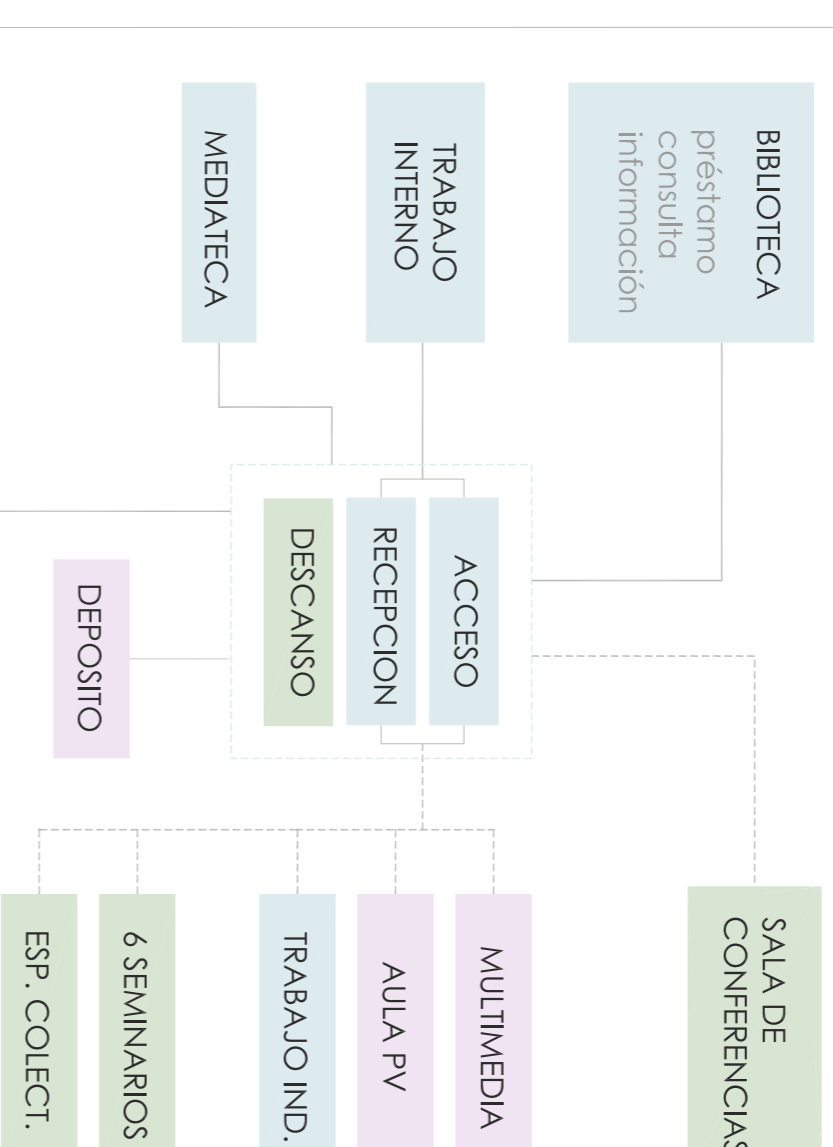 BIBLIOTECA
préstamo
consulta
información
TRABAJO
INTERNO
MEDIATECA
ACCESO
RECEPCION
DESCANSO
DEPOSITO
SALA DE
CONFERENCIAS
MULTIMEDIA
AULA PV
TRABAJO IND.
6 SEMINARIOS
ESP. COLECT.